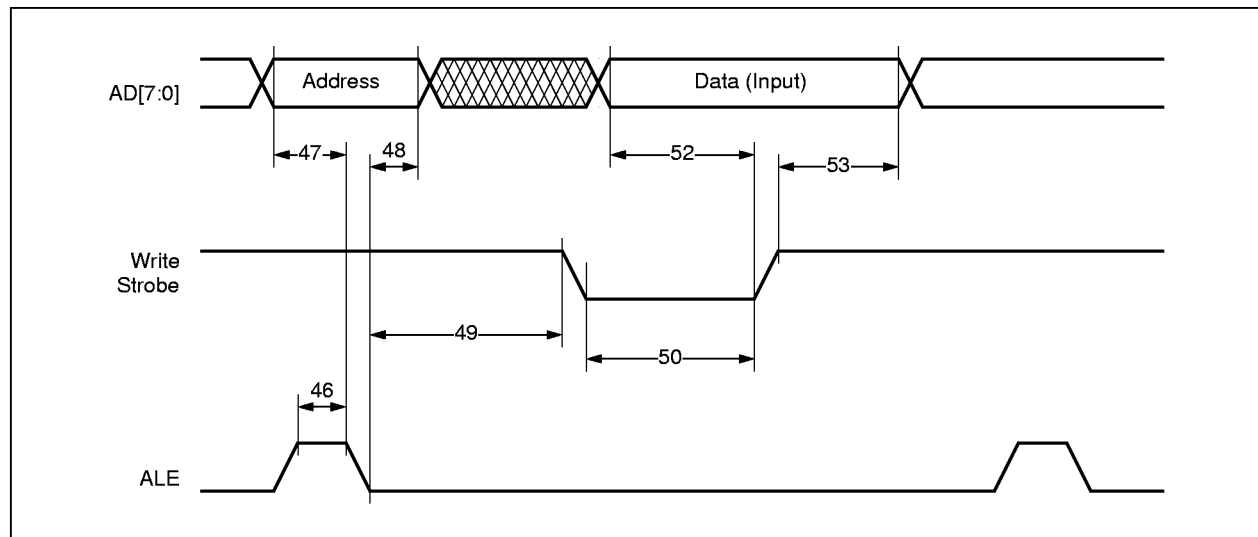 AD[7:0]
Address
Data (Input)
47
48
52
53
Write
Strobe
49
50
46
ALE